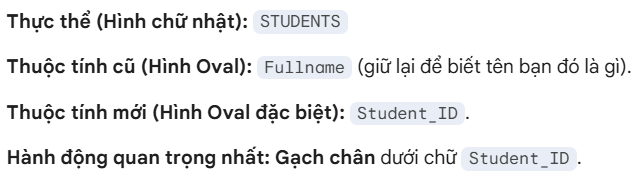 Thực thể (Hình chữ nhật): STUDENTS
Thuộc tính cũ (Hình Oval): Fullname (giữ lại để biết tên bạn đó là gì).
Thuộc tính mới (Hình Oval đặc biệt): Student_ID.
Hành động quan trọng nhất: Gạch chân dưới chữ Student_ID.